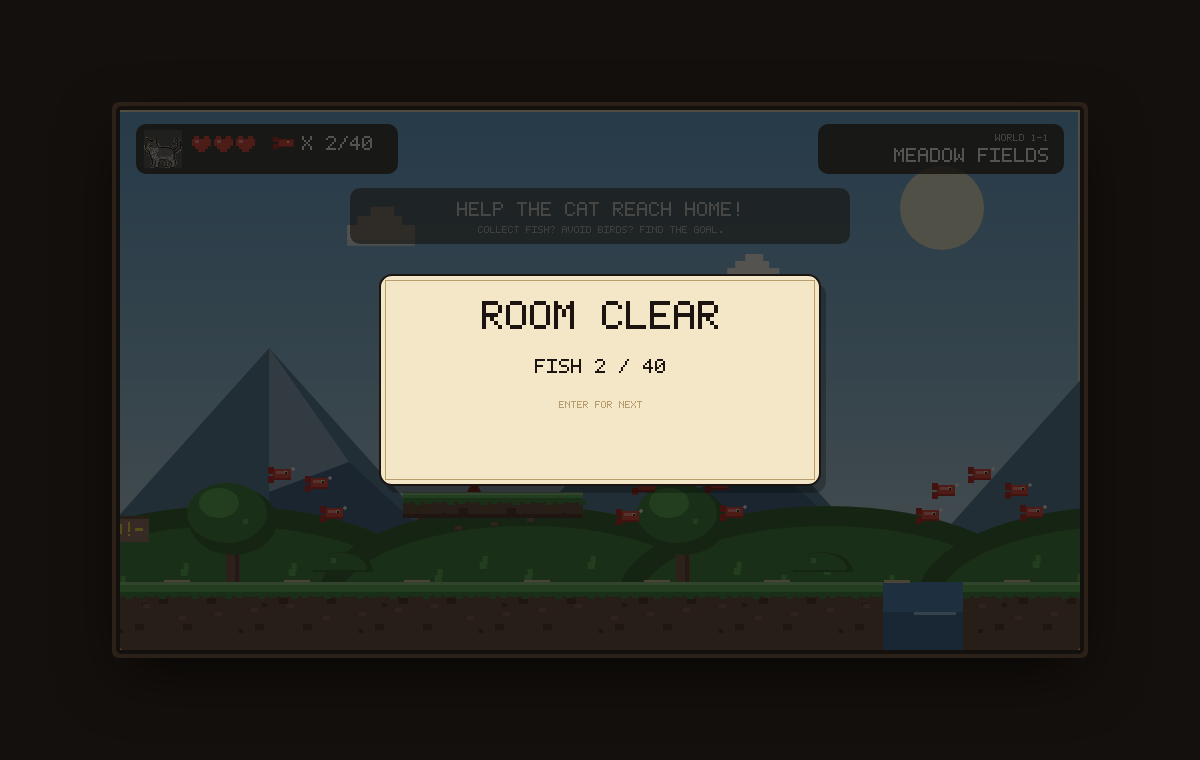 X 2/40
WORLD 1-1
MEADOW FIELDS
HELP THE CAT REACH HOME!
COLLECT FISH? AVOID BIRDS? FIND THE GOAL.
ROOM CLEAR
FISH 2 / 40
ENTER FOR NEXT
!-